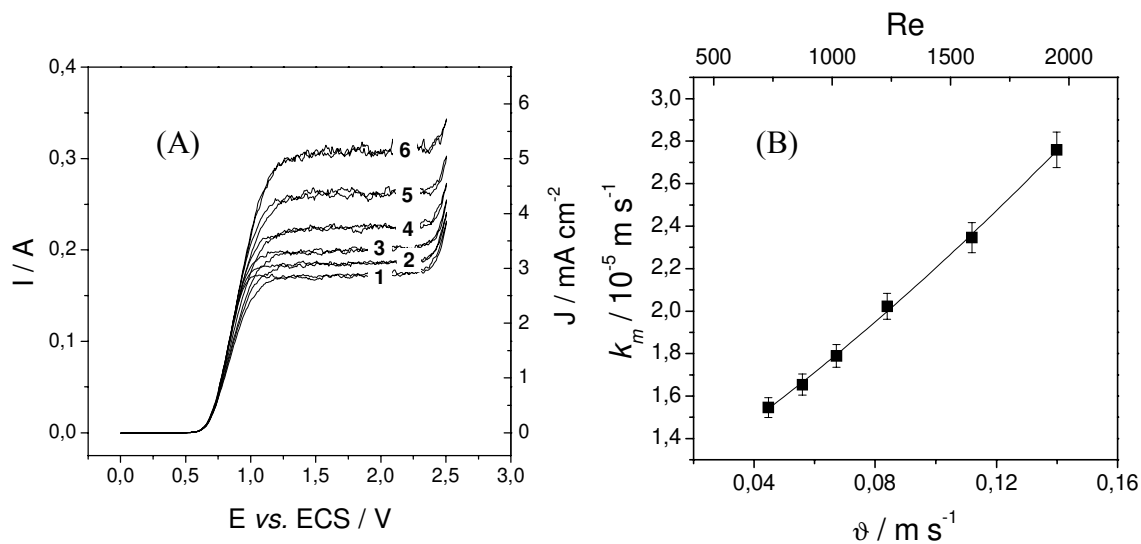 (A)
I / A
0,4
0,3
0,2
0,1
0,0
6
5
4
3
2
1
6
5
4
3
2
1
0
J / mA cm⁻²
0,0 0,5 1,0 1,5 2,0 2,5 3,0
E vs. ECS / V
Re
500 1000 1500 2000
(B)
kₘ / 10⁻⁵ m s⁻¹
3,0
2,8
2,6
2,4
2,2
2,0
1,8
1,6
1,4
0,04 0,08 0,12 0,16
ϑ / m s⁻¹